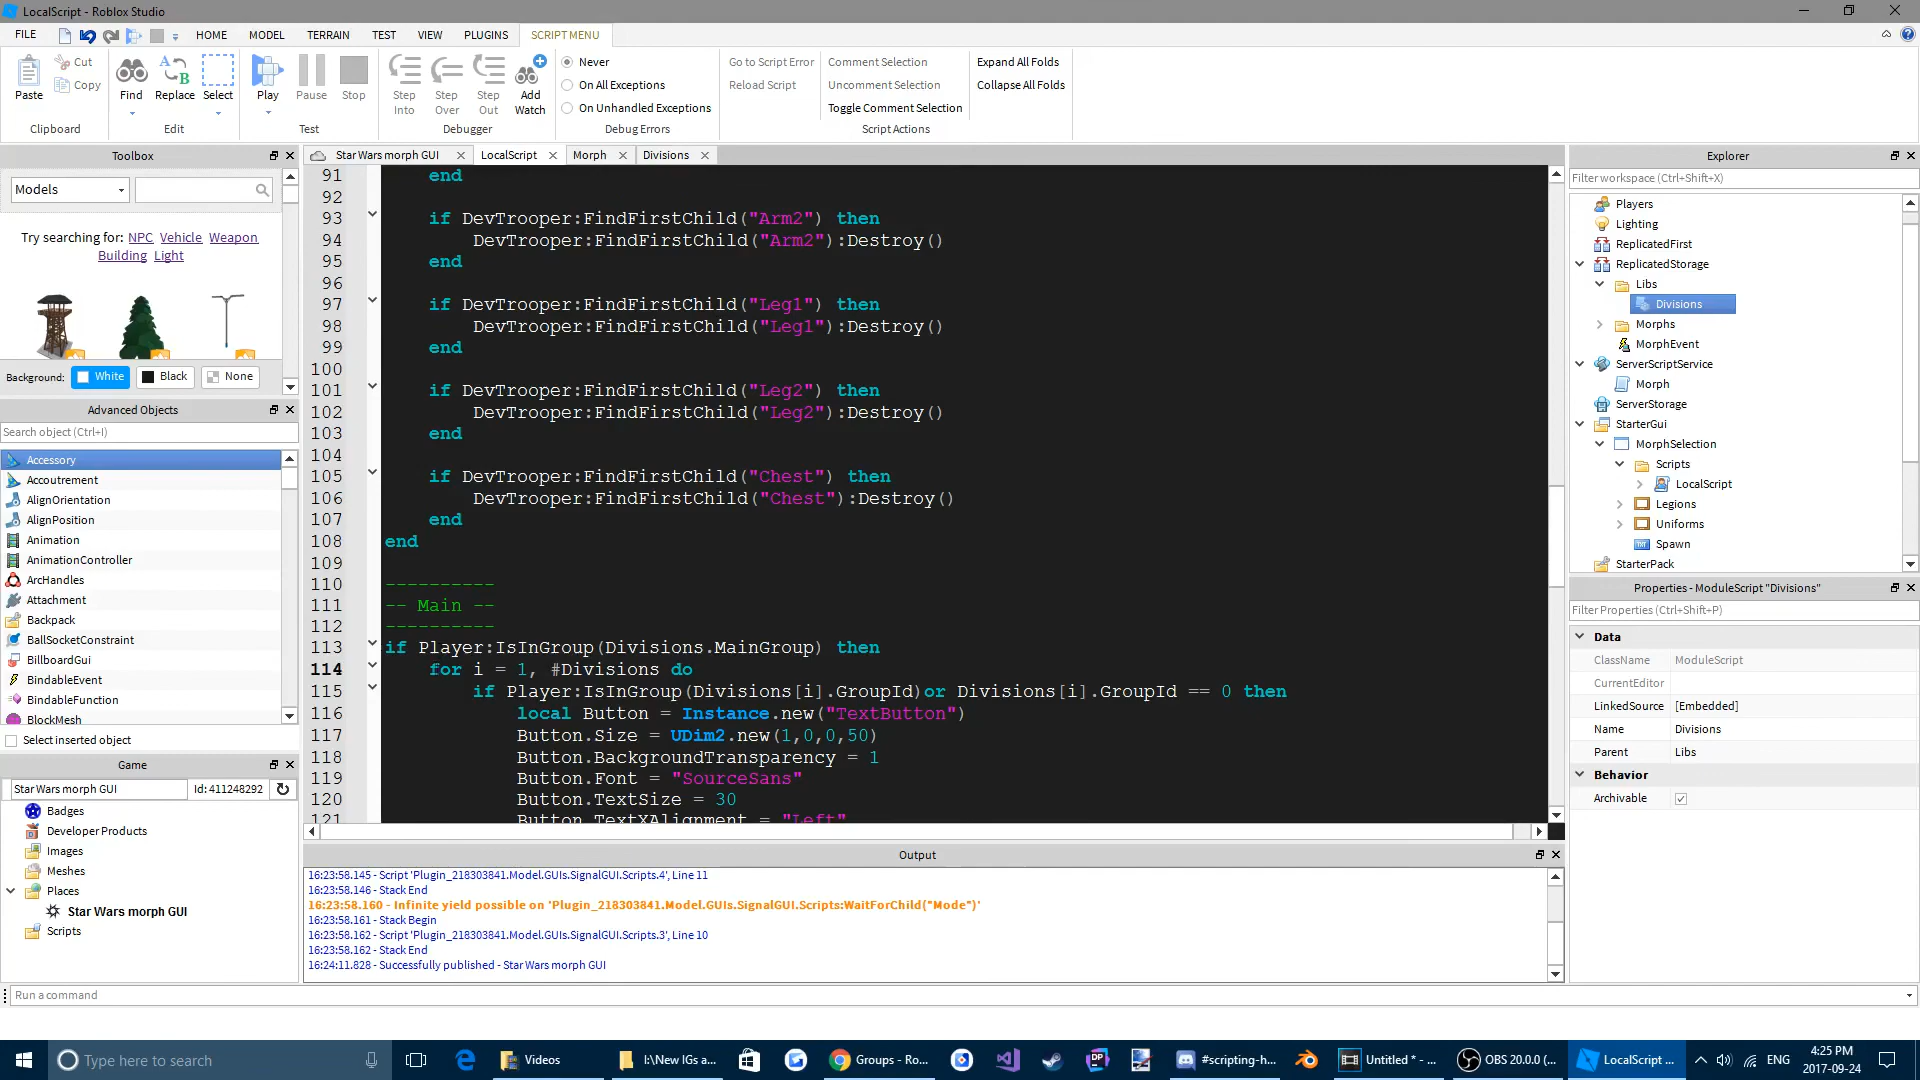 LocalScript - Roblox Studio
FILE
HOME
MODEL
TERRAIN
TEST
VIEW
PLUGINS
SCRIPT MENU
Paste
Cut
Copy
Clipboard
Find
Replace
Select
Edit
Play
Pause
Stop
Test
Step Into
Step Over
Step Out
Add Watch
Debugger
Never
On All Exceptions
On Unhandled Exceptions
Debug Errors
Go to Script Error
Reload Script
Comment Selection
Uncomment Selection
Toggle Comment Selection
Script Actions
Expand All Folds
Collapse All Folds
Toolbox
Models
Try searching for: NPC Vehicle Weapon
Building Light
Background: White Black None
Advanced Objects
Search object (Ctrl+I)
Accessory
Accoutrement
AlignOrientation
AlignPosition
Animation
AnimationController
ArcHandles
Attachment
Backpack
BallSocketConstraint
BillboardGui
BindableEvent
BindableFunction
BlockMesh
Select inserted object
Game
Star Wars morph GUI
Id: 411248292
Badges
Developer Products
Images
Meshes
Places
Star Wars morph GUI
Scripts
Star Wars morph GUI
LocalScript
Morph
Divisions
91 end
92
93 if DevTrooper:FindFirstChild("Arm2") then
94 DevTrooper:FindFirstChild("Arm2"):Destroy()
95 end
96
97 if DevTrooper:FindFirstChild("Leg1") then
98 DevTrooper:FindFirstChild("Leg1"):Destroy()
99 end
100
101 if DevTrooper:FindFirstChild("Leg2") then
102 DevTrooper:FindFirstChild("Leg2"):Destroy()
103 end
104
105 if DevTrooper:FindFirstChild("Chest") then
106 DevTrooper:FindFirstChild("Chest"):Destroy()
107 end
108 end
109
110 ----------
111 -- Main --
112 ----------
113 if Player:IsInGroup(Divisions.MainGroup) then
114 for i = 1, #Divisions do
115 if Player:IsInGroup(Divisions[i].GroupId)or Divisions[i].GroupId == 0 then
116 local Button = Instance.new("TextButton")
117 Button.Size = UDim2.new(1,0,0,50)
118 Button.BackgroundTransparency = 1
119 Button.Font = "SourceSans"
120 Button.TextSize = 30
121 Button.TextXAlignment = "Left"
Output
16:23:58.145 - Script 'Plugin_218303841.Model.GUIs.SignalGUI.Scripts.4', Line 11
16:23:58.146 - Stack End
16:23:58.160 - Infinite yield possible on 'Plugin_218303841.Model.GUIs.SignalGUI.Scripts:WaitForChild("Mode")'
16:23:58.161 - Stack Begin
16:23:58.162 - Script 'Plugin_218303841.Model.GUIs.SignalGUI.Scripts.3', Line 10
16:23:58.162 - Stack End
16:24:11.828 - Successfully published - Star Wars morph GUI
Explorer
Filter workspace (Ctrl+Shift+X)
Players
Lighting
ReplicatedFirst
ReplicatedStorage
Libs
Divisions
Morphs
MorphEvent
ServerScriptService
Morph
ServerStorage
StarterGui
MorphSelection
Scripts
LocalScript
Legions
Uniforms
Spawn
StarterPack
Properties - ModuleScript "Divisions"
Filter Properties (Ctrl+Shift+P)
Data
ClassName ModuleScript
CurrentEditor
LinkedSource [Embedded]
Name Divisions
Parent Libs
Behavior
Archivable
Run a command
Type here to search
Videos
I:\New IGs a...
Groups - Ro...
#scripting-h...
Untitled * - ...
OBS 20.0.0 (...
LocalScript ...
ENG
4:25 PM
2017-09-24